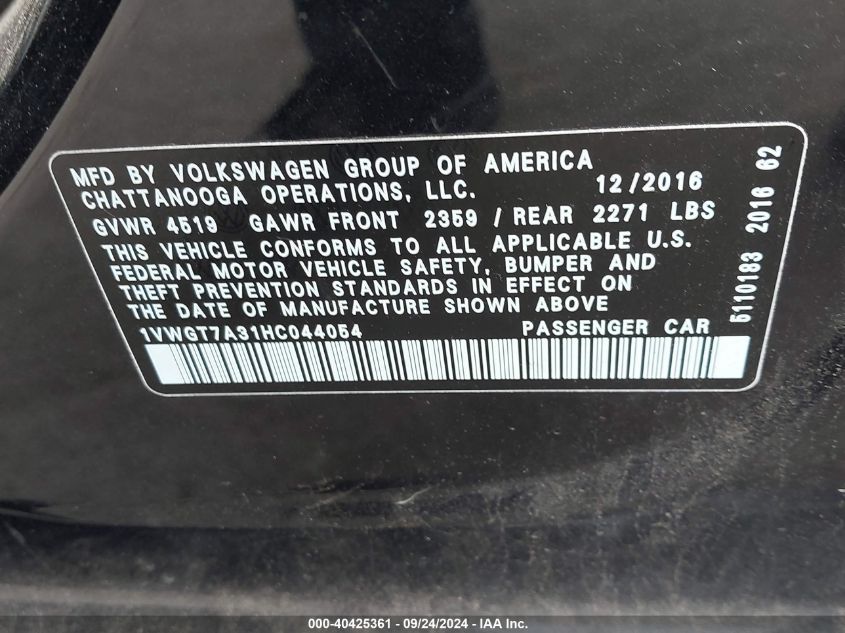 MFD BY VOLKSWAGEN GROUP OF AMERICA
CHATTANOOGA OPERATIONS, LLC. 12/2016
GVWR 4519 GAWR FRONT 2359 / REAR 2271 LBS
THIS VEHICLE CONFORMS TO ALL APPLICABLE U.S.
FEDERAL MOTOR VEHICLE SAFETY, BUMPER AND
THEFT PREVENTION STANDARDS IN EFFECT ON
THE DATE OF MANUFACTURE SHOWN ABOVE
1VWGT7A31HC044054 PASSENGER CAR
5110183 2016 62
000-40425361 - 09/24/2024 - IAA Inc.